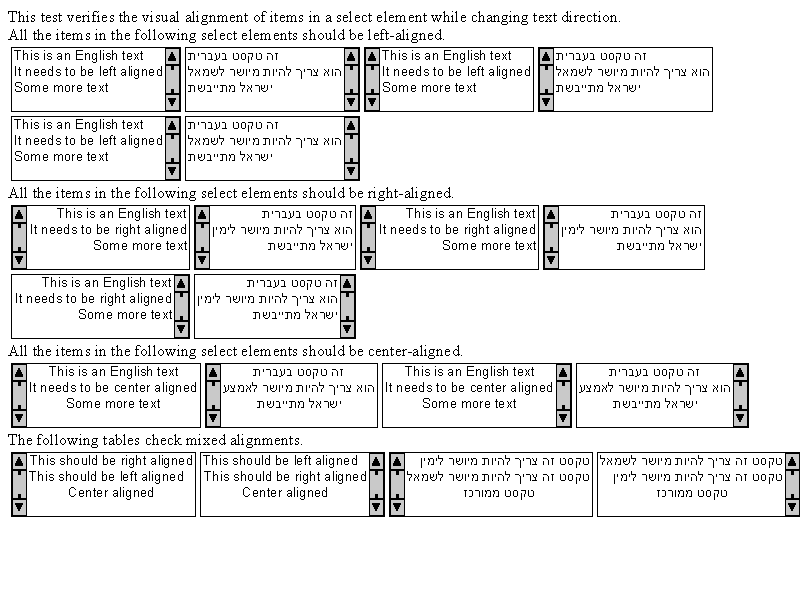 This test verifies the visual alignment of items in a select element while changing text direction.
All the items in the following select elements should be left-aligned.
This is an English text
It needs to be left aligned
Some more text
זה טקסט בעברית
הוא צריך להיות מיושר לשמאל
ישראל מתייבשת
This is an English text
It needs to be left aligned
Some more text
זה טקסט בעברית
הוא צריך להיות מיושר לשמאל
ישראל מתייבשת
This is an English text
It needs to be left aligned
Some more text
זה טקסט בעברית
הוא צריך להיות מיושר לשמאל
ישראל מתייבשת
All the items in the following select elements should be right-aligned.
This is an English text
It needs to be right aligned
Some more text
זה טקסט בעברית
הוא צריך להיות מיושר לימין
ישראל מתייבשת
This is an English text
It needs to be right aligned
Some more text
זה טקסט בעברית
הוא צריך להיות מיושר לימין
ישראל מתייבשת
This is an English text
It needs to be right aligned
Some more text
זה טקסט בעברית
הוא צריך להיות מיושר לימין
ישראל מתייבשת
All the items in the following select elements should be center-aligned.
This is an English text
It needs to be center aligned
Some more text
זה טקסט בעברית
הוא צריך להיות מיושר לאמצע
ישראל מתייבשת
This is an English text
It needs to be center aligned
Some more text
זה טקסט בעברית
הוא צריך להיות מיושר לאמצע
ישראל מתייבשת
The following tables check mixed alignments.
This should be right aligned
This should be left aligned
Center aligned
This should be left aligned
This should be right aligned
Center aligned
טקסט זה צריך להיות מיושר לימין
טקסט זה צריך להיות מיושר לשמאל
טקסט ממורכז
טקסט זה צריך להיות מיושר לשמאל
טקסט זה צריך להיות מיושר לימין
טקסט ממורכז